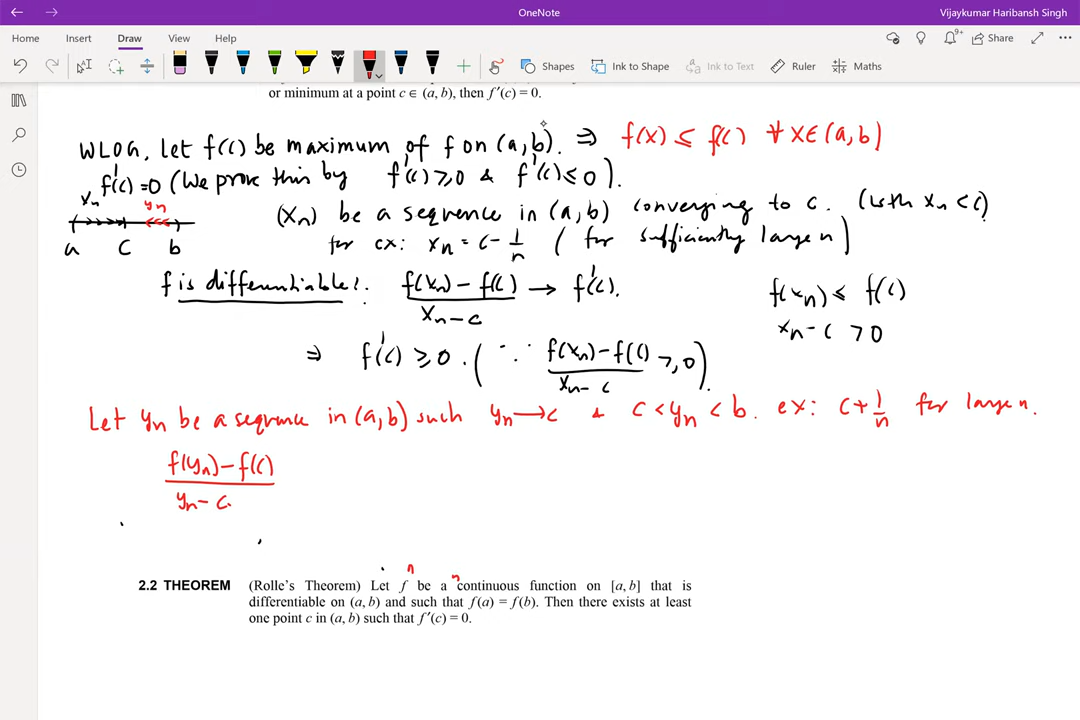 OneNote
Vijaykumar Haribansh Singh
Home Insert Draw View Help
9+ Share
Shapes Ink to Shape Ink to Text Ruler Maths
or minimum at a point c ∈ (a, b), then f′(c) = 0.
WLOG, Let f(c) be maximum of f on (a,b). ⇒ f(x) ≤ f(c) ∀ x∈(a,b)
f'(c) = 0 (We prove this by f'(c) ≥ 0 & f'(c) ≤ 0).
xn yn
a c b
(xn) be a sequence in (a,b) converging to c. (with xn < c)
for ex: xn = c - 1/n (for sufficiently large n)
f is differentiable: f(xn) - f(c) / xn - c → f'(c).
f(xn) ≤ f(c)
xn - c > 0
⇒ f'(c) ≥ 0. (∵ f(xn) - f(c) / xn - c ≥ 0).
Let yn be a sequence in (a,b) such yn → c & c < yn < b. ex: c + 1/n for large n.
f(yn) - f(c)
yn - c
2.2 THEOREM (Rolle's Theorem) Let f be a continuous function on [a, b] that is
differentiable on (a, b) and such that f(a) = f(b). Then there exists at least
one point c in (a, b) such that f′(c) = 0.